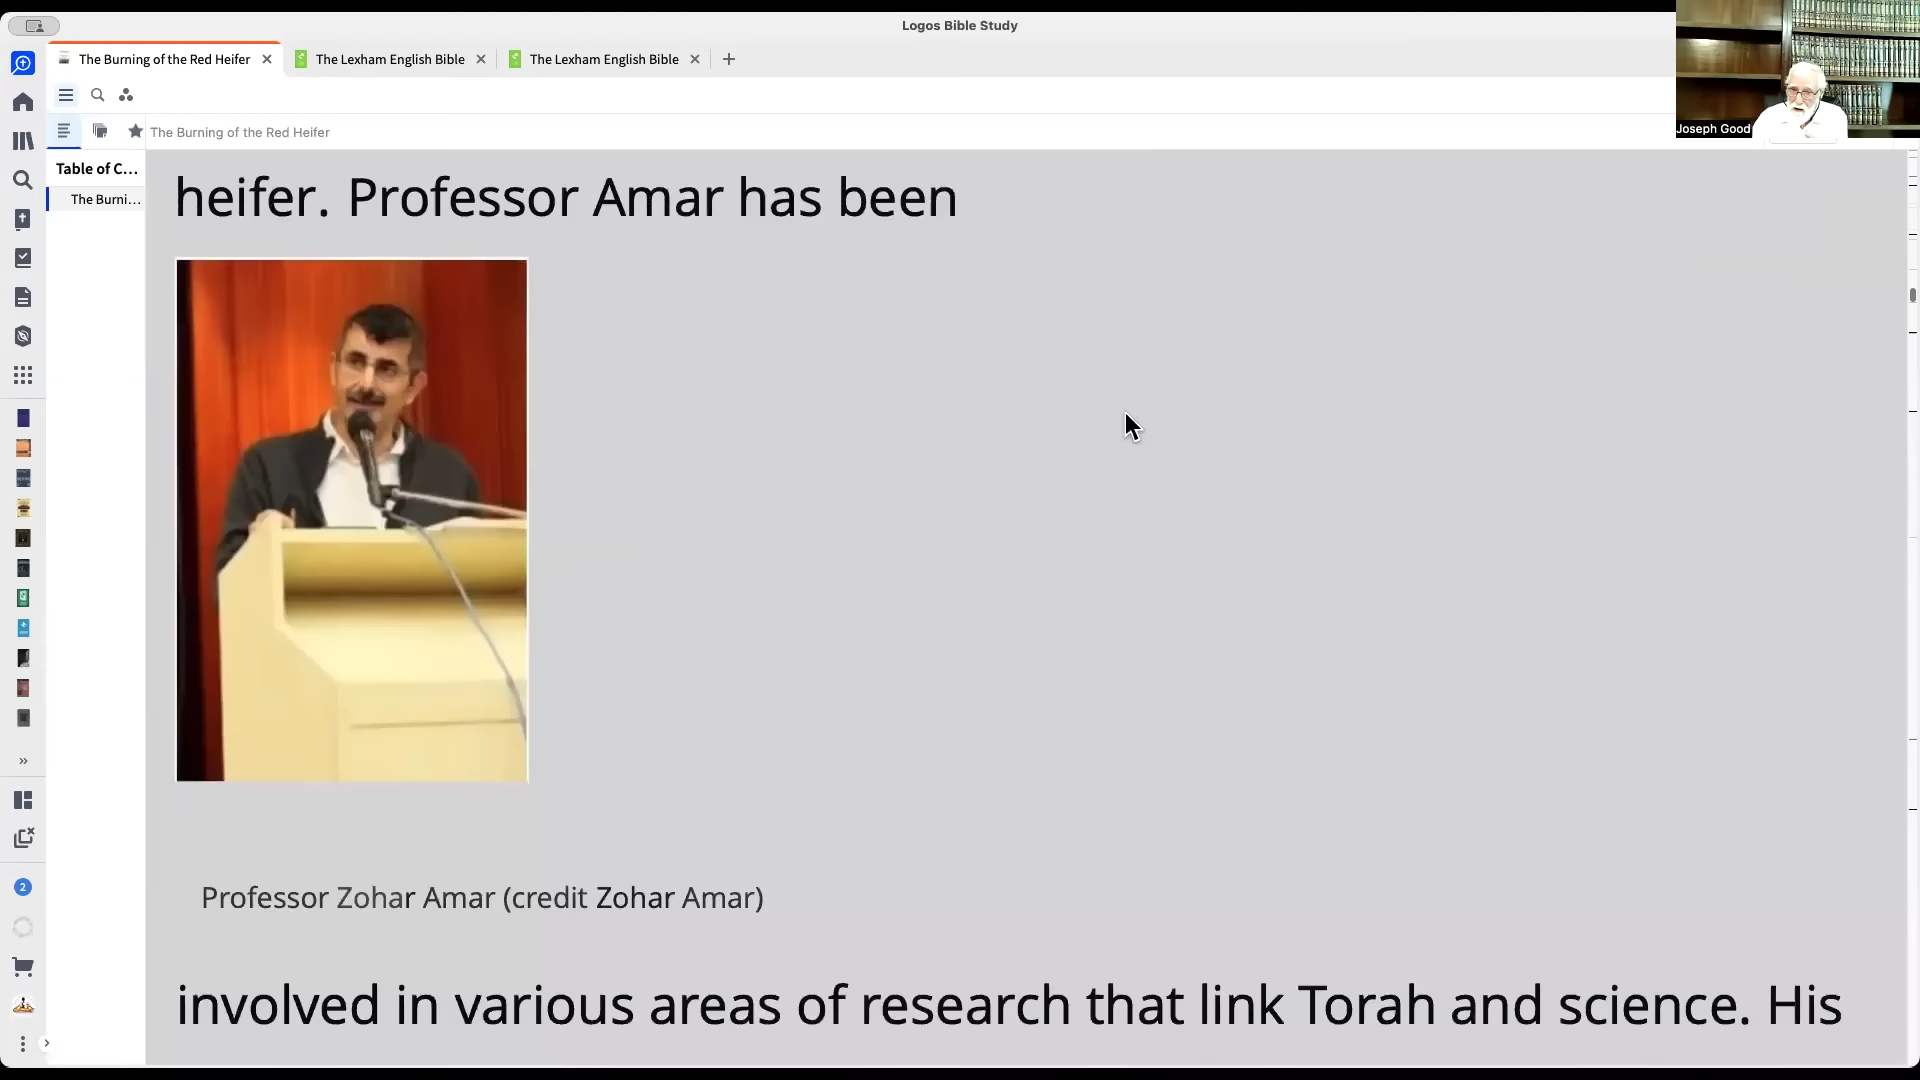 Logos Bible Study
The Burning of the Red Heifer
The Lexham English Bible
The Lexham English Bible
Joseph Good
The Burning of the Red Heifer
Table of C...
The Burni...
heifer. Professor Amar has been
Professor Zohar Amar (credit Zohar Amar)
involved in various areas of research that link Torah and science. His
2